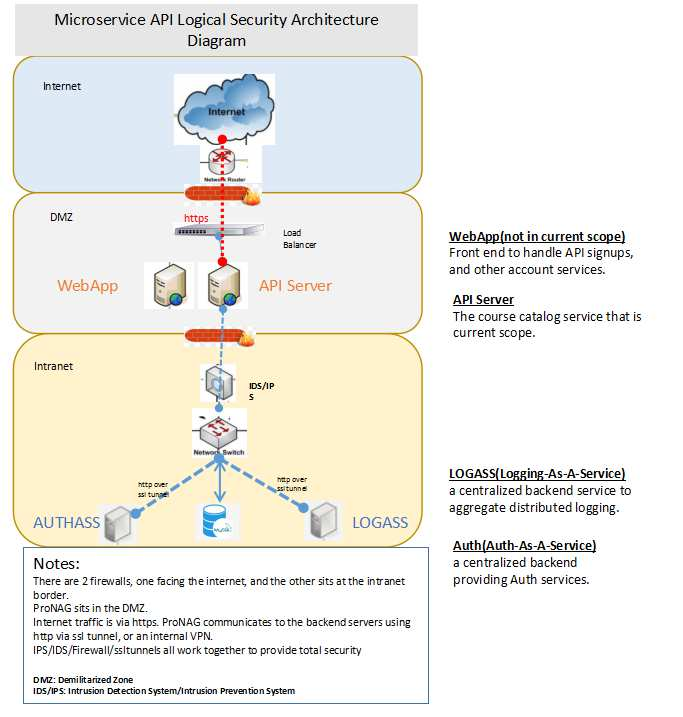 Microservice API Logical Security Architecture
Diagram
Internet
Internet
Network Router
DMZ
https
Load
Balancer
WebApp
API Server
WebApp(not in current scope)
Front end to handle API signups,
and other account services.
API Server
The course catalog service that is
current scope.
Intranet
IDS/IP
S
Network Switch
http over
ssl tunnel
http over
ssl tunnel
AUTHASS
MySQL
LOGASS
LOGASS(Logging-As-A-Service)
a centralized backend service to
aggregate distributed logging.
Auth(Auth-As-A-Service)
a centralized backend
providing Auth services.
Notes:
There are 2 firewalls, one facing the internet, and the other sits at the intranet
border.
ProNAG sits in the DMZ.
Internet traffic is via https. ProNAG communicates to the backend servers using
http via ssl tunnel, or an internal VPN.
IPS/IDS/Firewall/ssltunnels all work together to provide total security
DMZ: Demilitarized Zone
IDS/IPS: Intrusion Detection System/Intrusion Prevention System